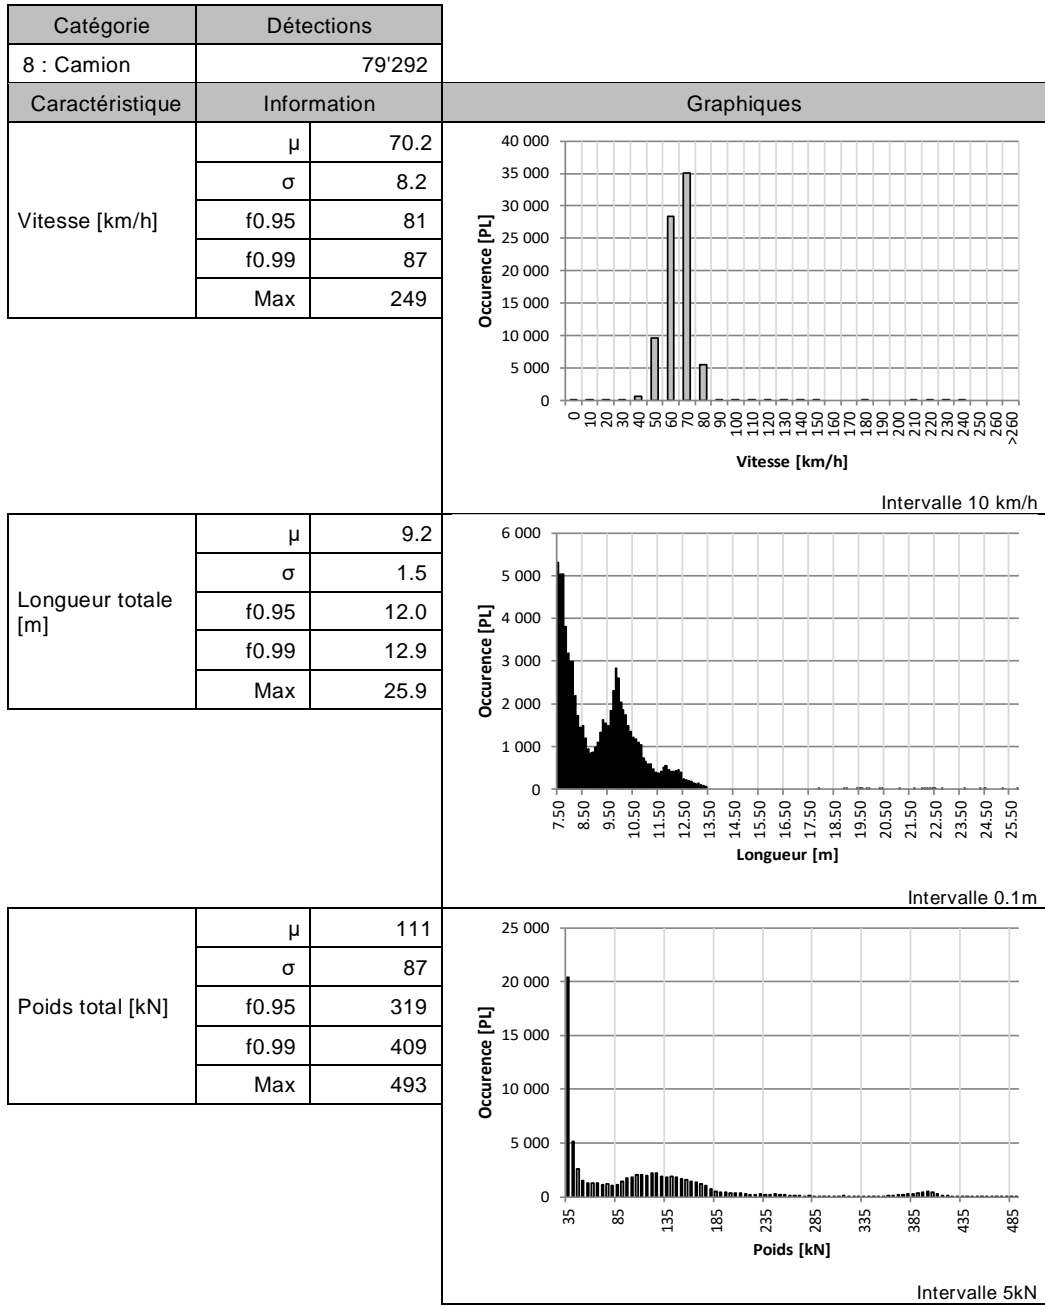 Catégorie Détections
8 : Camion 79'292
Caractéristique Information Graphiques
Vitesse [km/h]
µ 70.2
σ 8.2
f0.95 81
f0.99 87
Max 249
40 000
35 000
30 000
25 000
20 000
15 000
10 000
5 000
0
Occurence [PL]
0 10 20 30 40 50 60 70 80 90 100 110 120 130 140 150 160 170 180 190 200 210 220 230 240 250 260 >260
Vitesse [km/h]
Intervalle 10 km/h
Longueur totale
[m]
µ 9.2
σ 1.5
f0.95 12.0
f0.99 12.9
Max 25.9
6 000
5 000
4 000
3 000
2 000
1 000
0
Occurence [PL]
7.50 8.50 9.50 10.50 11.50 12.50 13.50 14.50 15.50 16.50 17.50 18.50 19.50 20.50 21.50 22.50 23.50 24.50 25.50
Longueur [m]
Intervalle 0.1m
Poids total [kN]
µ 111
σ 87
f0.95 319
f0.99 409
Max 493
25 000
20 000
15 000
10 000
5 000
0
Occurence [PL]
35 85 135 185 235 285 335 385 435 485
Poids [kN]
Intervalle 5kN